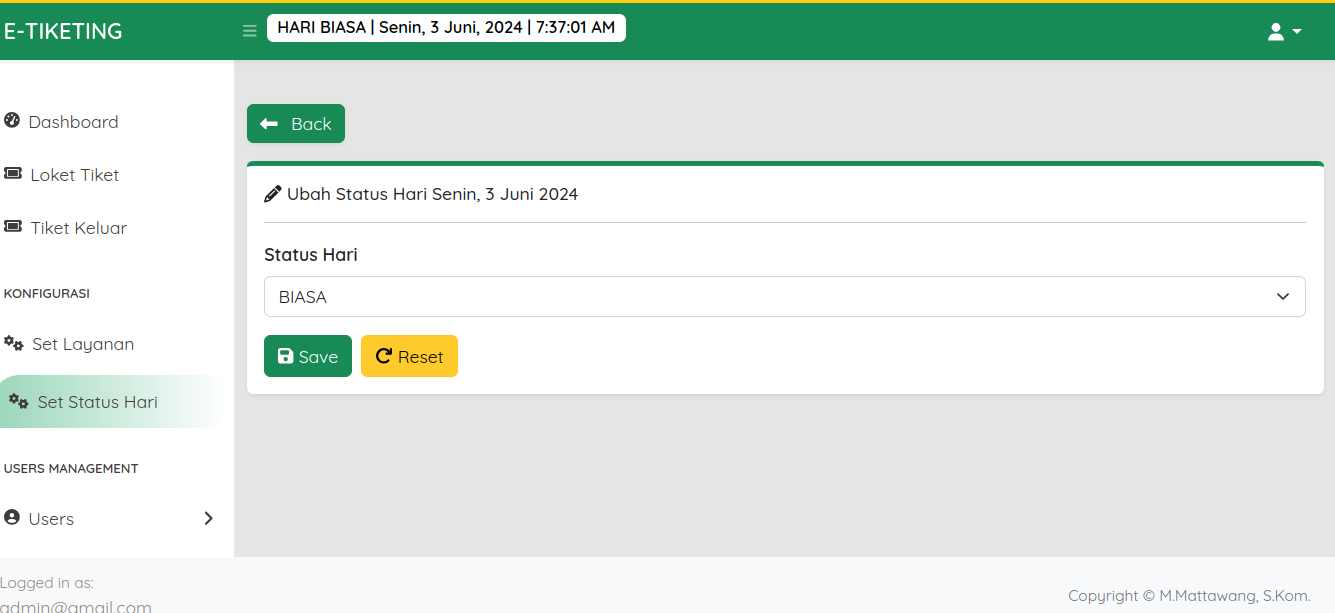 E-TIKETING
HARI BIASA | Senin, 3 Juni, 2024 | 7:37:01 AM
Dashboard
Loket Tiket
Tiket Keluar
KONFIGURASI
Set Layanan
Set Status Hari
USERS MANAGEMENT
Users
Logged in as:
admin@gmail.com
Back
Ubah Status Hari Senin, 3 Juni 2024
Status Hari
BIASA
Save
Reset
Copyright © M.Mattawang, S.Kom.